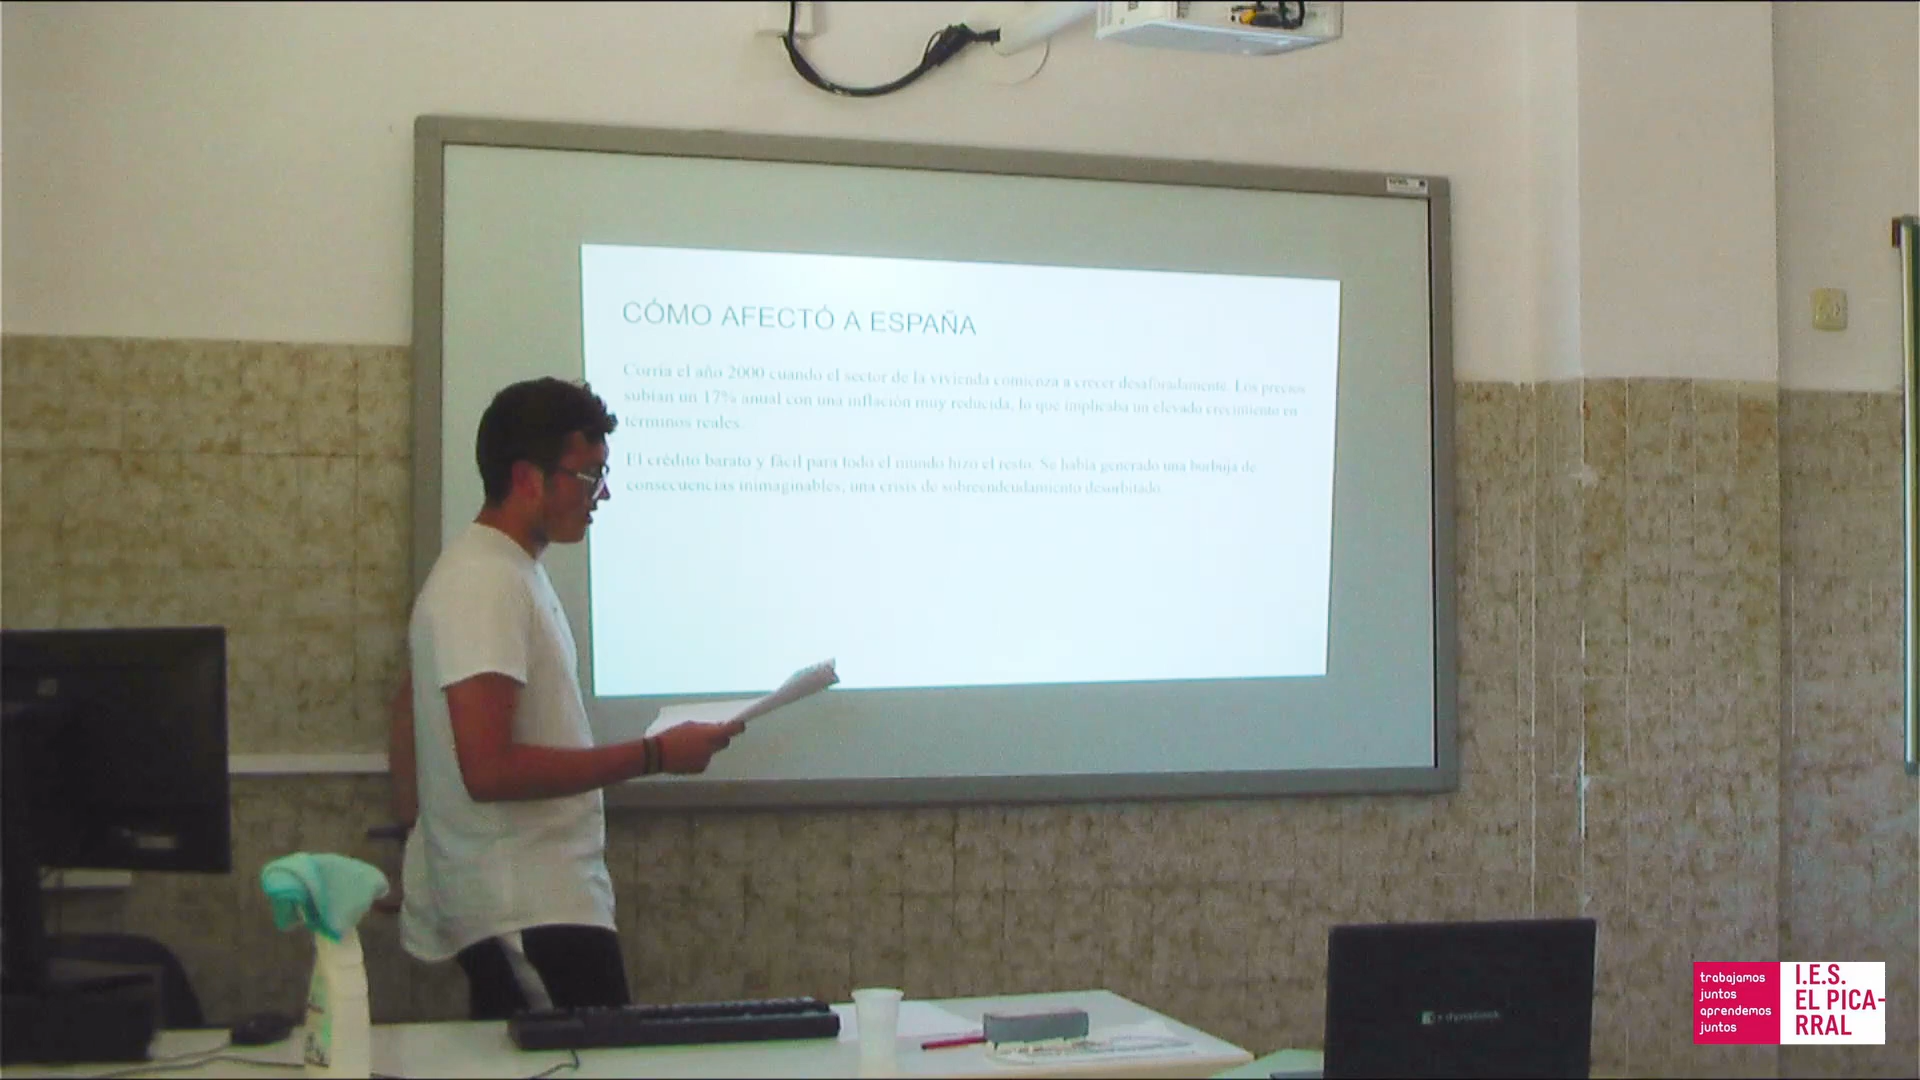 CÓMO AFECTÓ A ESPAÑA
Corría el año 2000 cuando el sector de la vivienda comienza a crecer desaforadamente. Los precios
subían un 17% anual con una inflación muy reducida, lo que implicaba un elevado crecimiento en
términos reales.
El crédito barato y fácil para todo el mundo hizo el resto. Se había generado una burbuja de
consecuencias inimaginables, una crisis de sobreendeudamiento desorbitado.
dynabook
trabajamos
juntos
aprendemos
juntos
I.E.S.
EL PICA-
RRAL